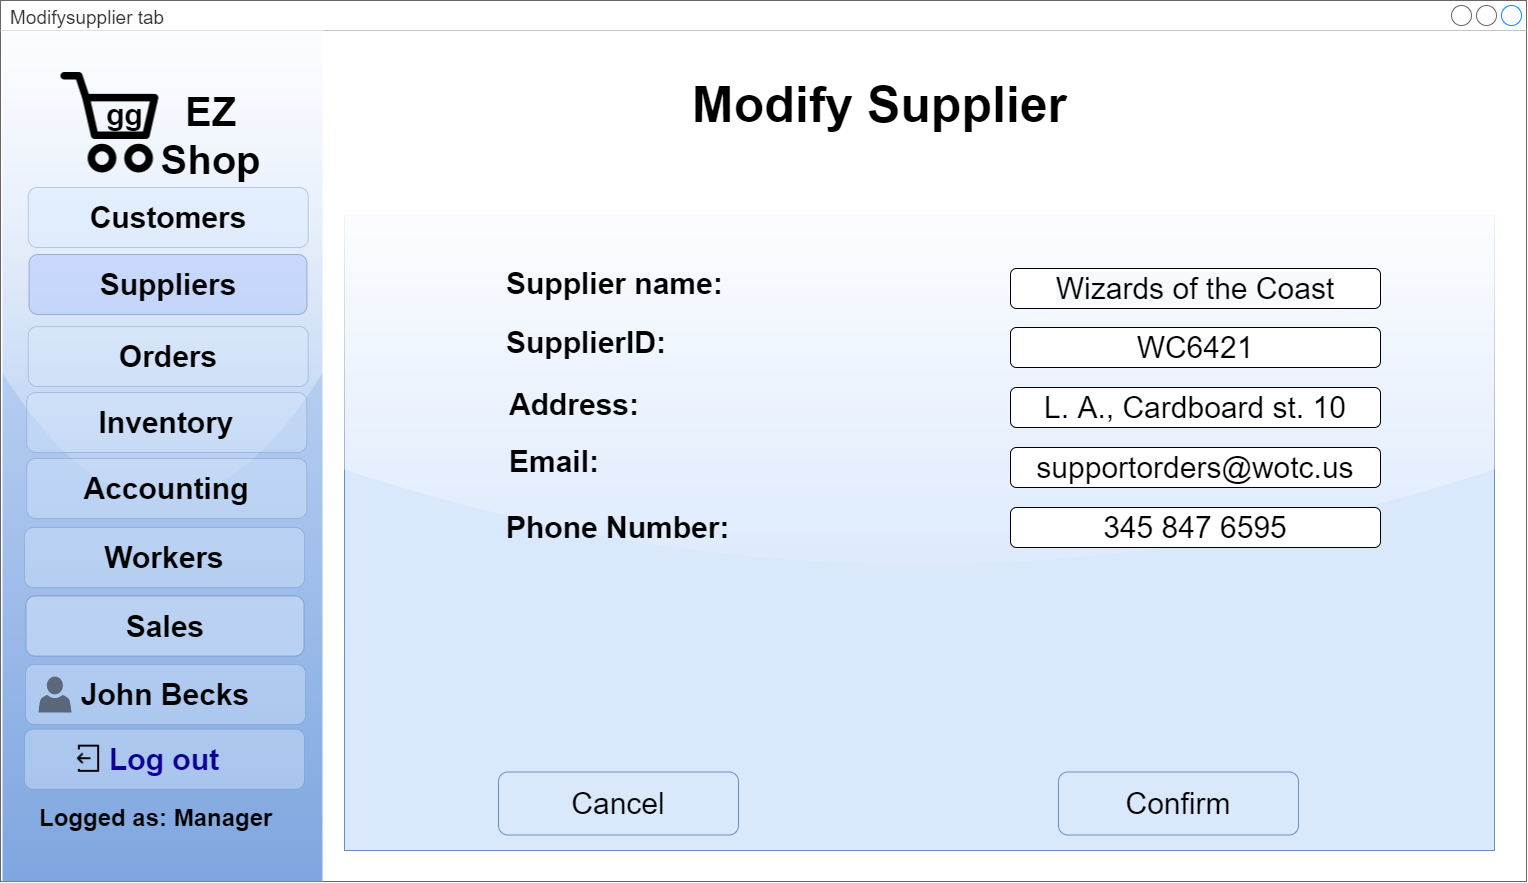 Modifysupplier tab
gg
EZ
Shop
Customers
Suppliers
Orders
Inventory
Accounting
Workers
Sales
John Becks
Log out
Logged as: Manager
Modify Supplier
Supplier name: Wizards of the Coast
SupplierID: WC6421
Address: L. A., Cardboard st. 10
Email: supportorders@wotc.us
Phone Number: 345 847 6595
Cancel Confirm